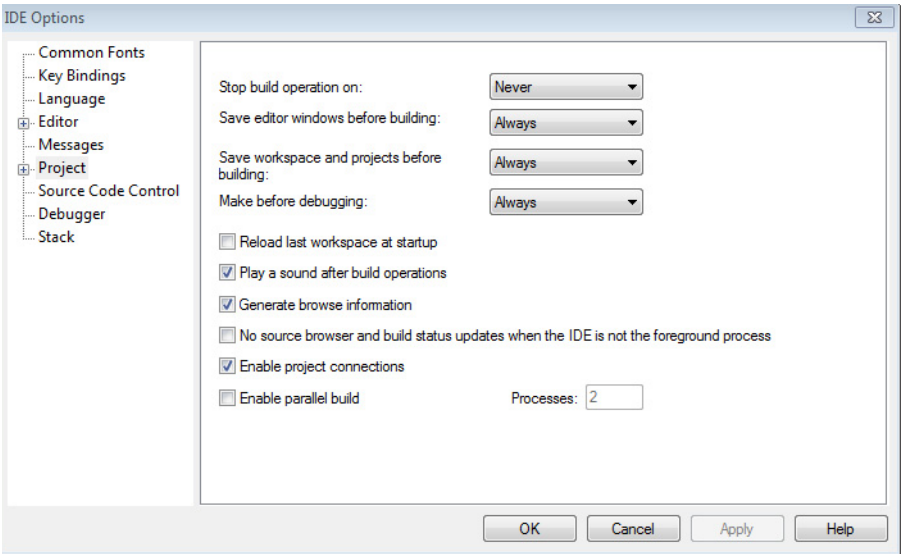 IDE Options
Common Fonts
Key Bindings
Language
Editor
Messages
Project
Source Code Control
Debugger
Stack
Stop build operation on: Never
Save editor windows before building: Always
Save workspace and projects before
building: Always
Make before debugging: Always
Reload last workspace at startup
Play a sound after build operations
Generate browse information
No source browser and build status updates when the IDE is not the foreground process
Enable project connections
Enable parallel build Processes: 2
OK Cancel Apply Help